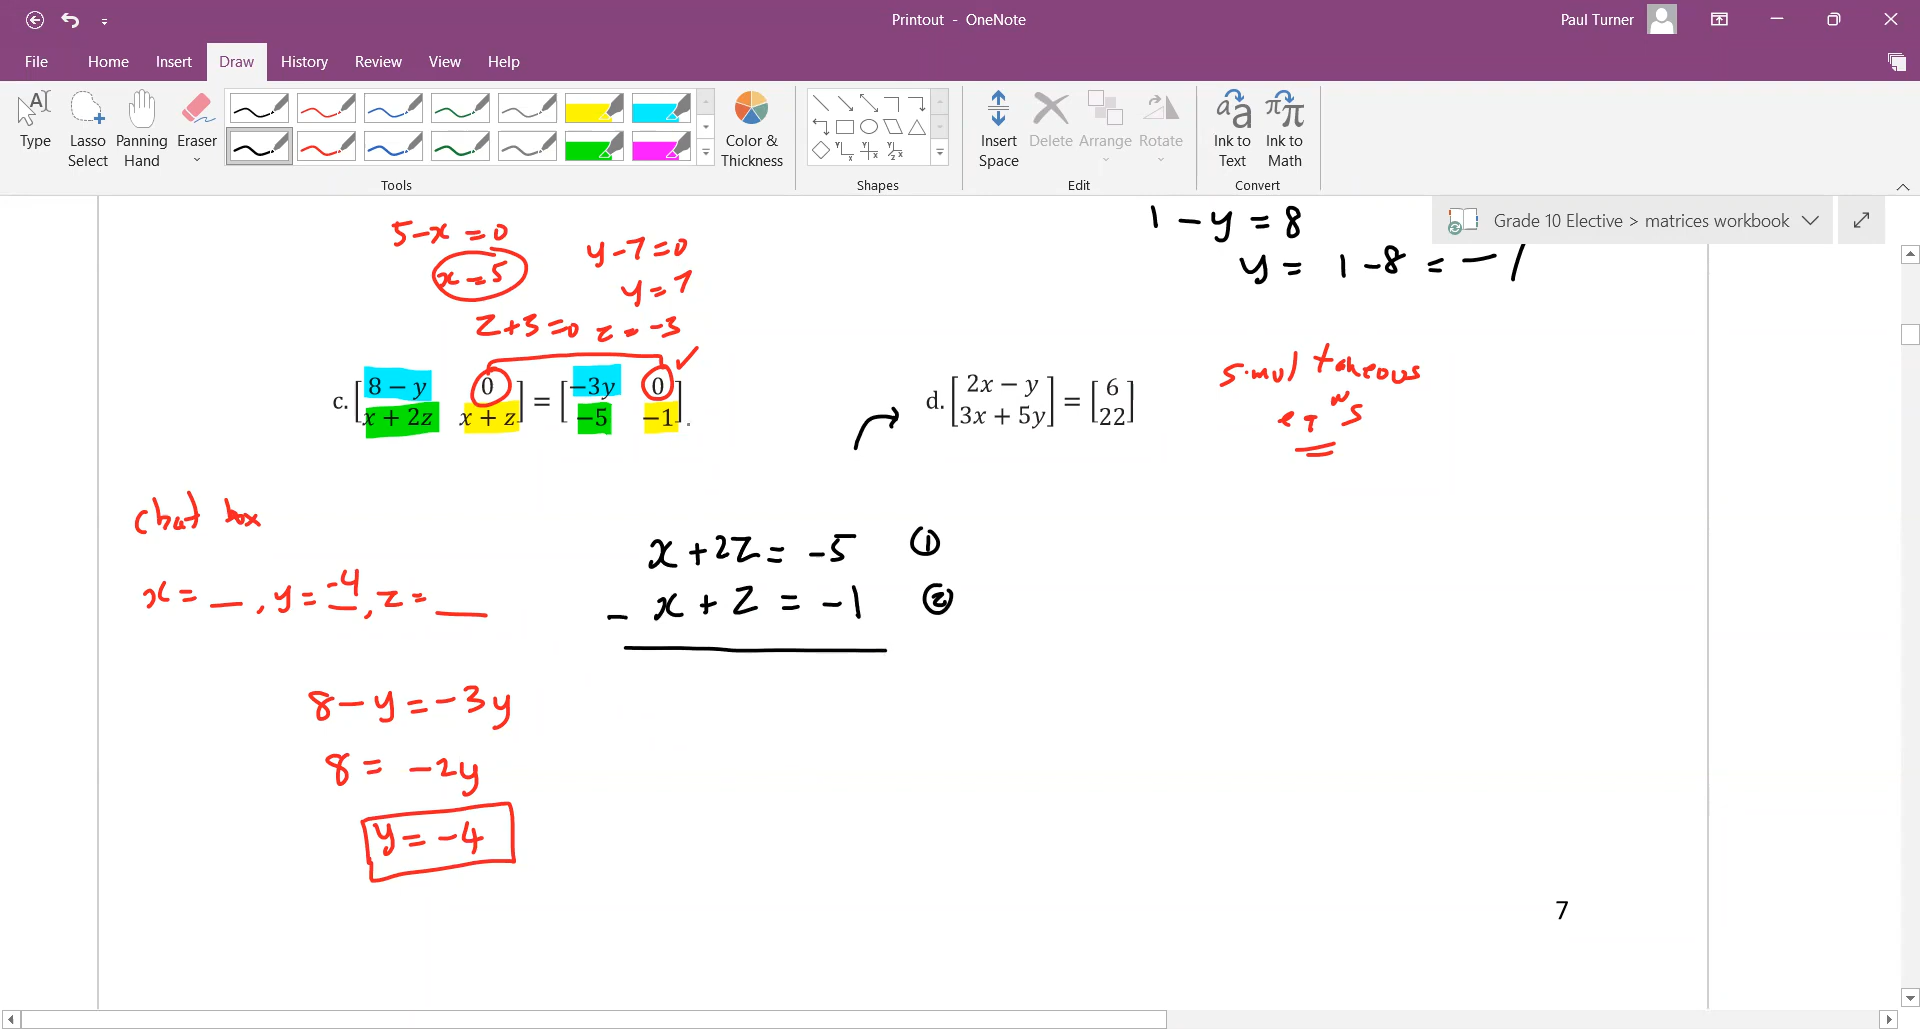 Printout - OneNote
Paul Turner
File Home Insert Draw History Review View Help
Type
Lasso Select
Panning Hand
Eraser
Color & Thickness
Insert Space
Delete
Arrange
Rotate
Ink to Text
Ink to Math
Tools
Shapes
Edit
Convert
Grade 10 Elective > matrices workbook
1 - y = 8
y = 1 - 8 = -1
5 - x = 0
x = 5
y - 7 = 0
y = 7
z + 3 = 0 z = -3
c. [8 − y 0 = [−3y 0
x + 2z x + z] −5 −1].
d. [2x − y = [6
3x + 5y] 22]
simultaneous
eqns
chat box
x = __, y = -4, z = __
x + 2z = -5 ①
- x + z = -1 ②
8 - y = -3y
8 = -2y
y = -4
7